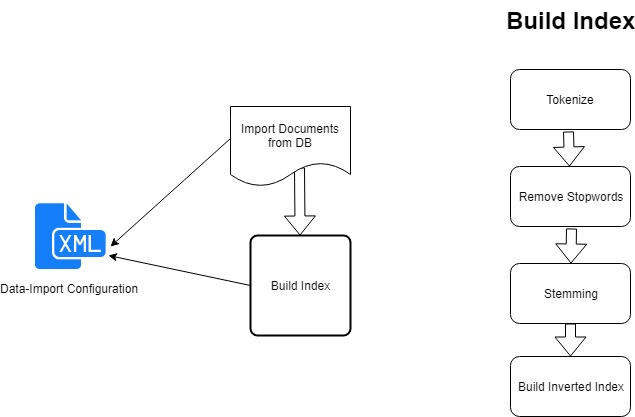 Build Index
Tokenize
Import Documents
from DB
Remove Stopwords
XML
Data-Import Configuration
Build Index
Stemming
Build Inverted Index